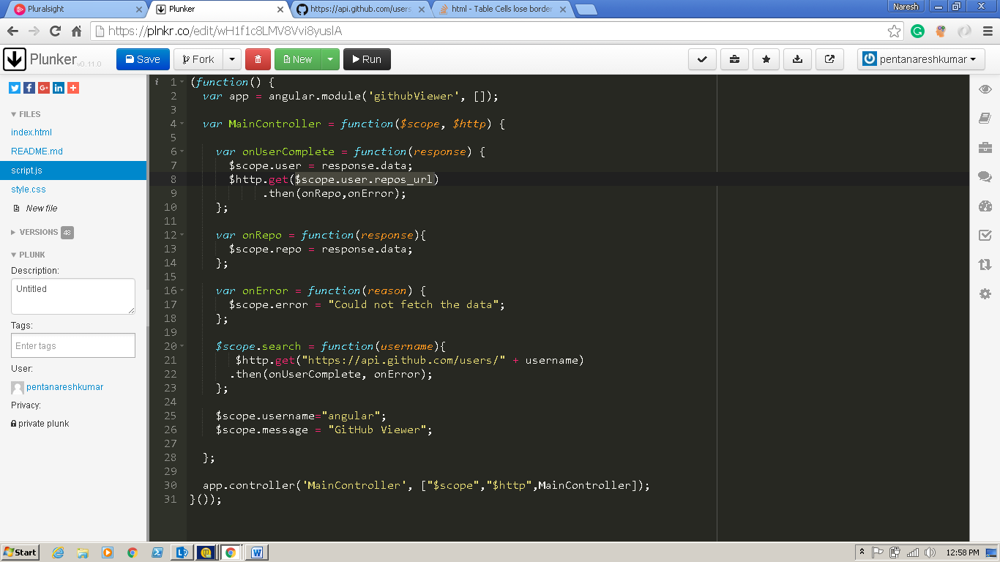 Pluralsight
Plunker
https://api.github.com/users
html - Table Cells lose border
Naresh
https://plnkr.co/edit/wH1f1c8LMV8Vvi8yuslA
Plunker v0.11.0
Save
Fork
New
Run
pentanareshkumar
FILES
index.html
README.md
script.js
style.css
New file
VERSIONS 48
PLUNK
Description:
Untitled
Tags:
Enter tags
User:
pentanareshkumar
Privacy:
private plunk
i 1 (function() {
2 var app = angular.module('githubViewer', []);
3
4 var MainController = function($scope, $http) {
5
6 var onUserComplete = function(response) {
7 $scope.user = response.data;
8 $http.get($scope.user.repos_url)
9 .then(onRepo,onError);
10 };
11
12 var onRepo = function(response){
13 $scope.repo = response.data;
14 };
15
16 var onError = function(reason) {
17 $scope.error = "Could not fetch the data";
18 };
19
20 $scope.search = function(username){
21 $http.get("https://api.github.com/users/" + username)
22 .then(onUserComplete, onError);
23 };
24
25 $scope.username="angular";
26 $scope.message = "GitHub Viewer";
27
28 };
29
30 app.controller('MainController', ["$scope","$http",MainController]);
31 }());
Start
12:58 PM